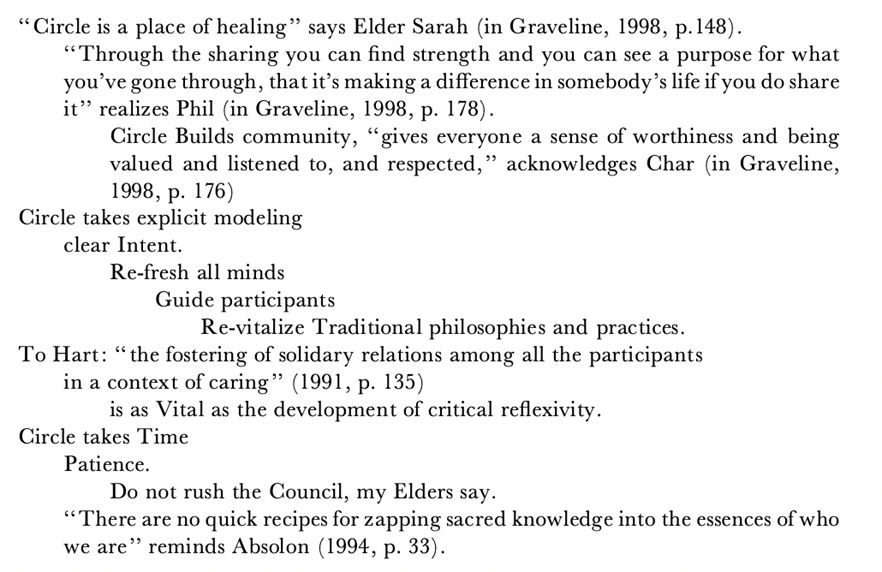 “Circle is a place of healing” says Elder Sarah (in Graveline, 1998, p.148).
“Through the sharing you can find strength and you can see a purpose for what
you’ve gone through, that it’s making a difference in somebody’s life if you do share
it” realizes Phil (in Graveline, 1998, p. 178).
Circle Builds community, “gives everyone a sense of worthiness and being
valued and listened to, and respected,” acknowledges Char (in Graveline,
1998, p. 176)
Circle takes explicit modeling
clear Intent.
Re-fresh all minds
Guide participants
Re-vitalize Traditional philosophies and practices.
To Hart: “the fostering of solidary relations among all the participants
in a context of caring” (1991, p. 135)
is as Vital as the development of critical reflexivity.
Circle takes Time
Patience.
Do not rush the Council, my Elders say.
“There are no quick recipes for zapping sacred knowledge into the essences of who
we are” reminds Absolon (1994, p. 33).